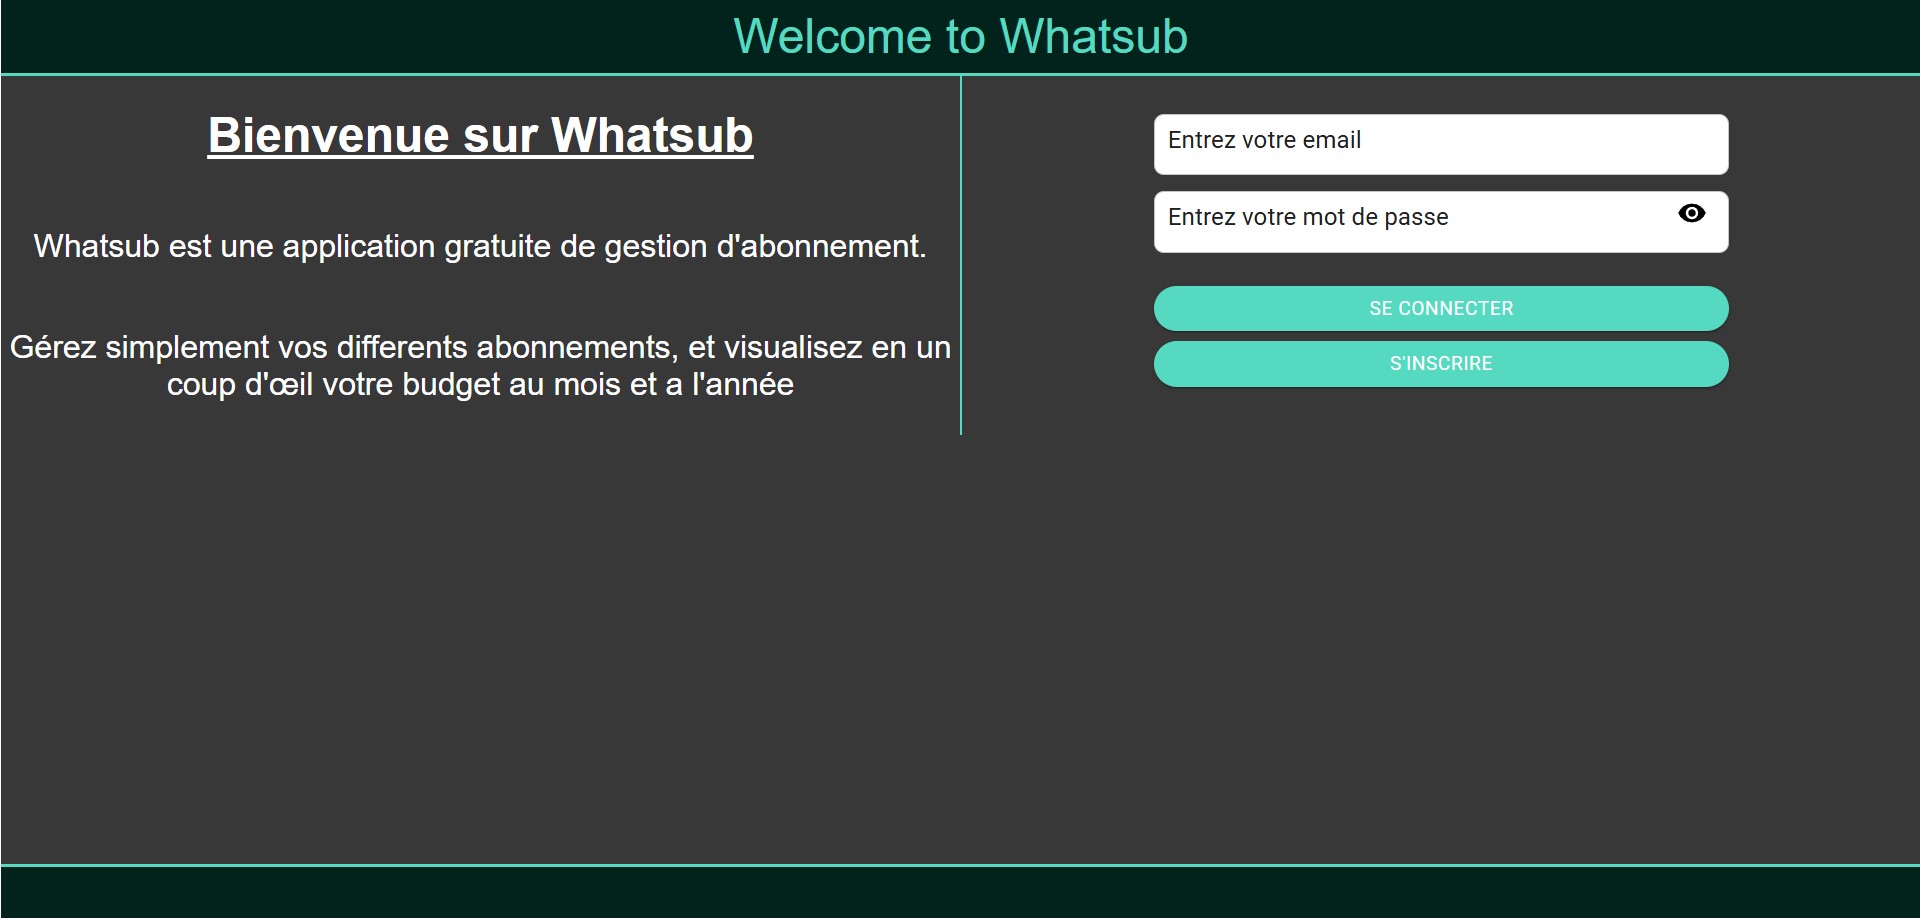 Welcome to Whatsub
Bienvenue sur Whatsub
Whatsub est une application gratuite de gestion d'abonnement.
Gérez simplement vos differents abonnements, et visualisez en un
coup d'œil votre budget au mois et a l'année
Entrez votre email
Entrez votre mot de passe
SE CONNECTER
S'INSCRIRE